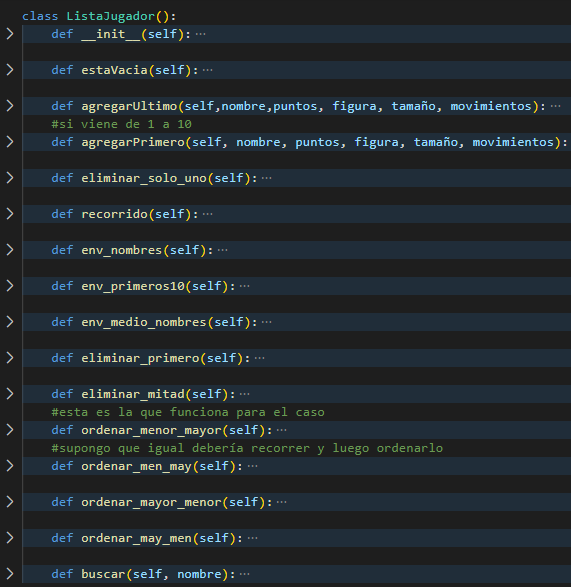 class ListaJugador():
def __init__(self):···
def estaVacia(self):···
def agregarUltimo(self,nombre,puntos, figura, tamaño, movimientos):···
#si viene de 1 a 10
def agregarPrimero(self, nombre, puntos, figura, tamaño, movimientos):
def eliminar_solo_uno(self):···
def recorrido(self):···
def env_nombres(self):···
def env_primeros10(self):···
def env_medio_nombres(self):···
def eliminar_primero(self):···
def eliminar_mitad(self):···
#esta es la que funciona para el caso
def ordenar_menor_mayor(self):···
#supongo que igual debería recorrer y luego ordenarlo
def ordenar_men_may(self):···
def ordenar_mayor_menor(self):···
def ordenar_may_men(self):···
def buscar(self, nombre):···